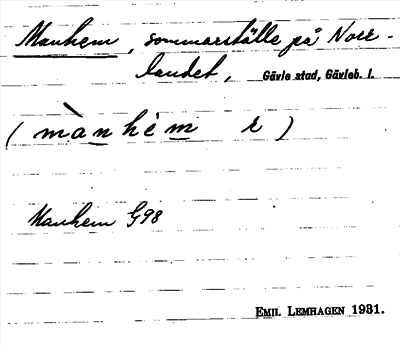 Manhem, sommarställe på Norr-
landet, Gävle stad, Gävleb. l.
(mànhèm r)
Manhem G98
EMIL LEMHAGEN 1931.